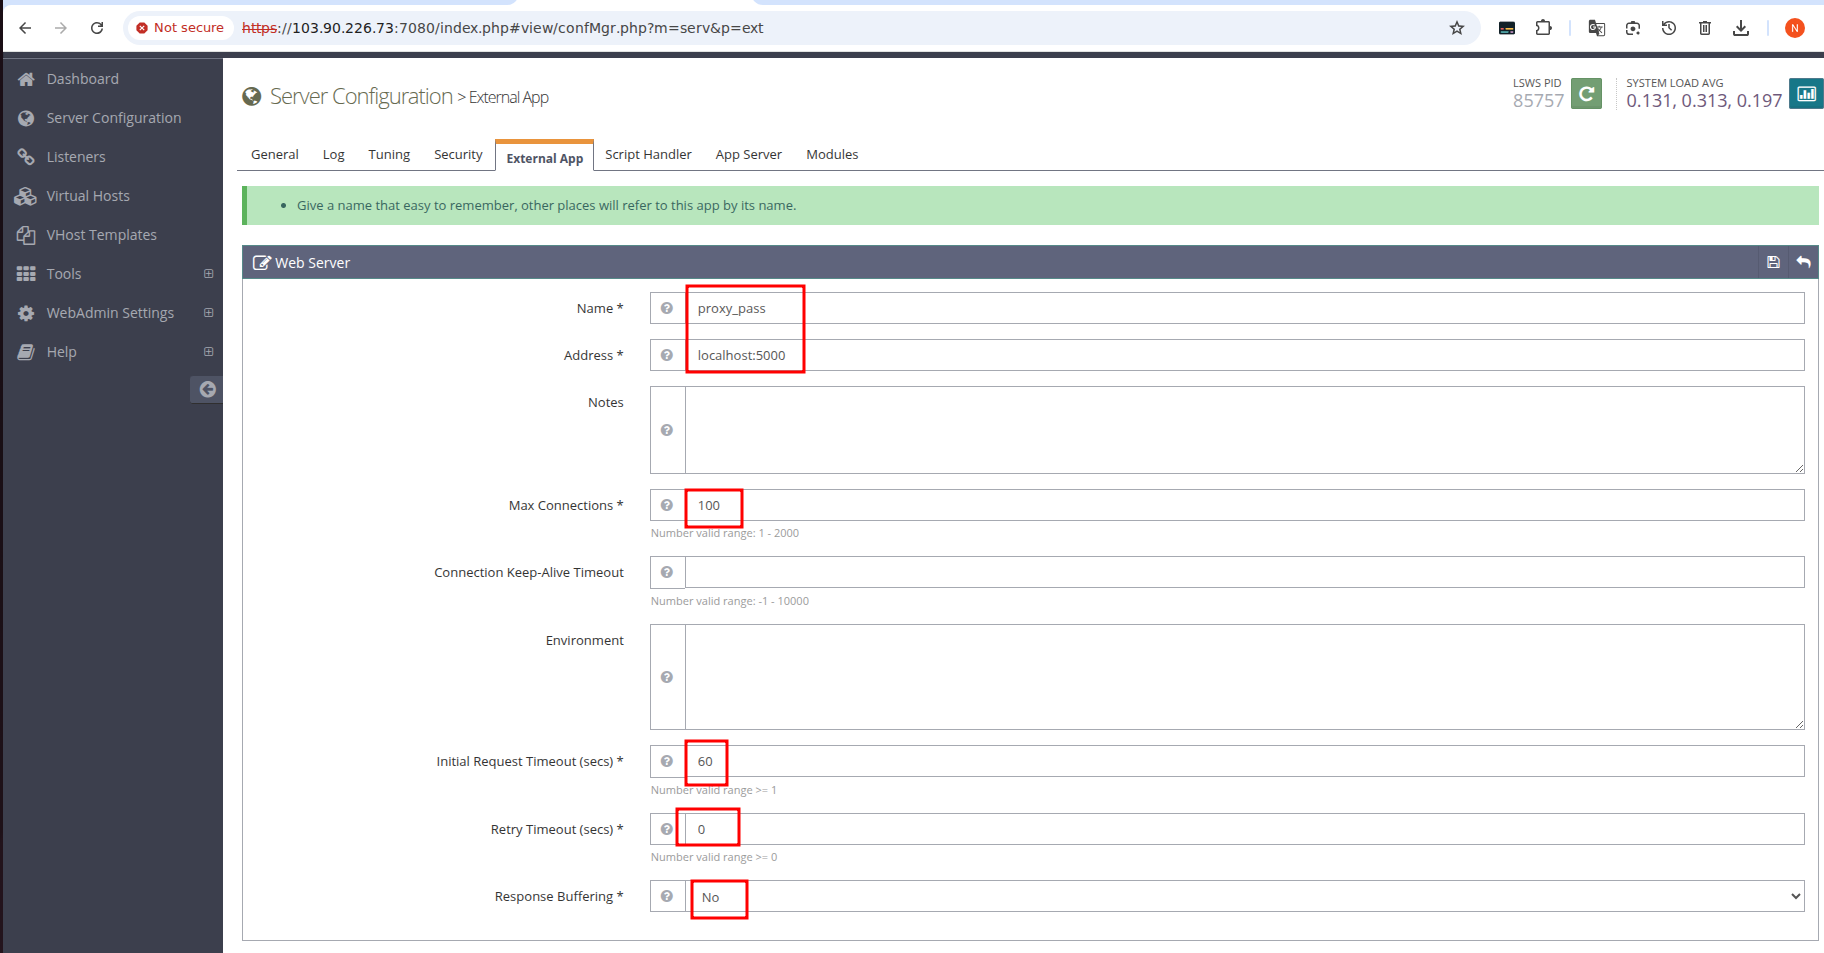 Not secure https://103.90.226.73:7080/index.php#view/confMgr.php?m=serv&p=ext N
Dashboard
Server Configuration
Listeners
Virtual Hosts
VHost Templates
Tools
WebAdmin Settings
Help
Server Configuration > External App
LSWS PID
85757
SYSTEM LOAD AVG
0.131, 0.313, 0.197
General Log Tuning Security External App Script Handler App Server Modules
Give a name that easy to remember, other places will refer to this app by its name.
Web Server
Name * proxy_pass
Address * localhost:5000
Notes
Max Connections * 100
Number valid range: 1 - 2000
Connection Keep-Alive Timeout
Number valid range: -1 - 10000
Environment
Initial Request Timeout (secs) * 60
Number valid range >= 1
Retry Timeout (secs) * 0
Number valid range >= 0
Response Buffering * No